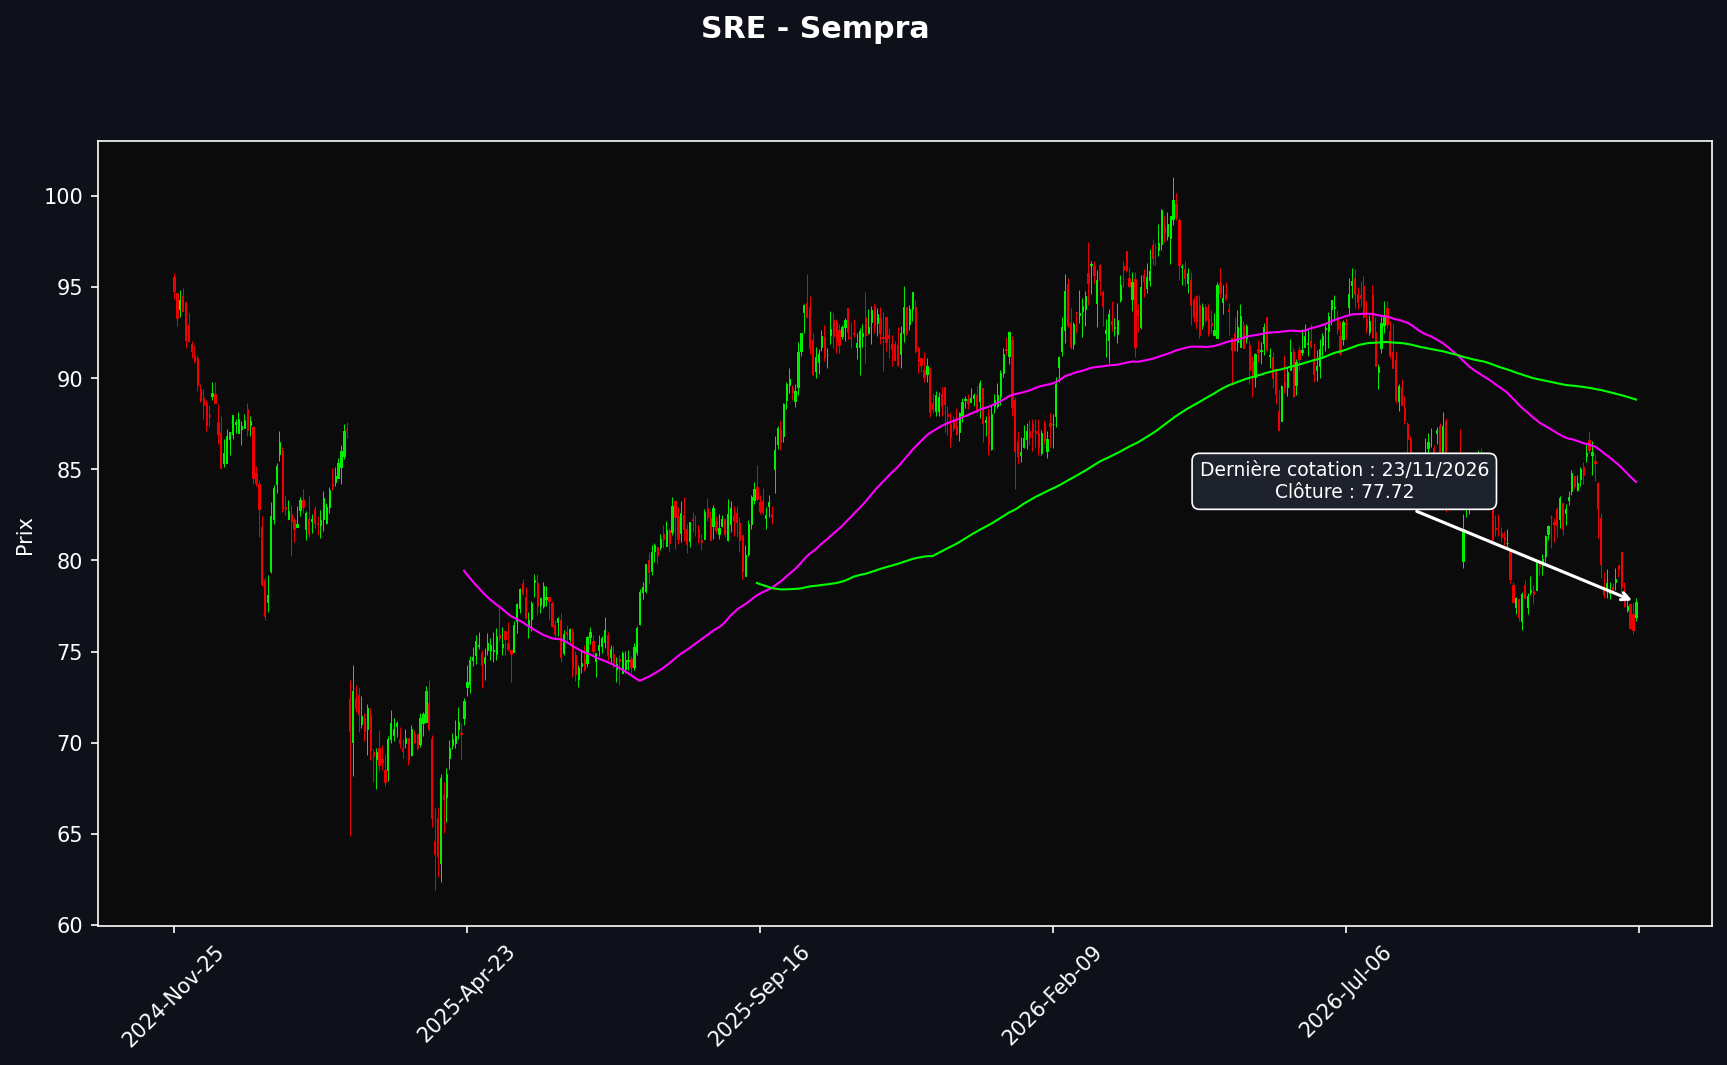 SRE - Sempra
Prix
100
95
90
85
80
75
70
65
60
Dernière cotation : 23/11/2026
Clôture : 77.72
2024-Nov-25
2025-Apr-23
2025-Sep-16
2026-Feb-09
2026-Jul-06